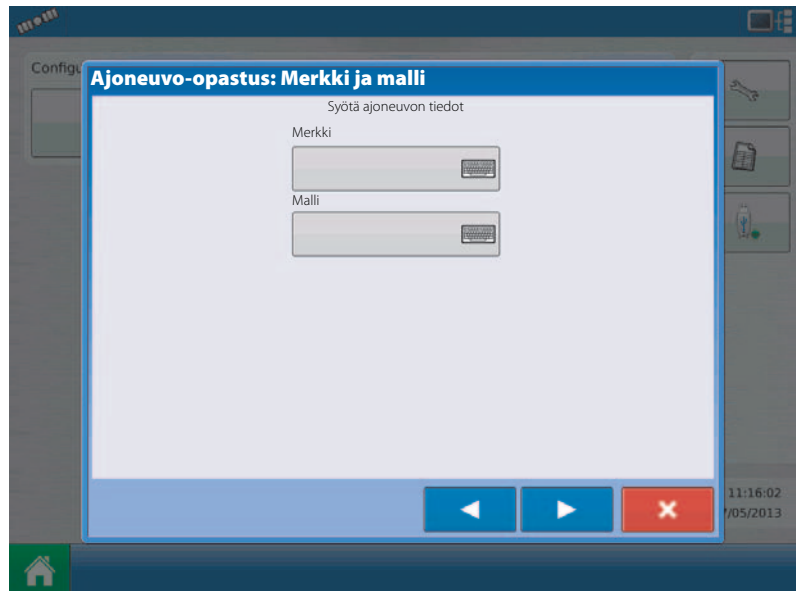 Configu
Ajoneuvo-opastus: Merkki ja malli
Syötä ajoneuvon tiedot
Merkki
Malli
11:16:02
/05/2013